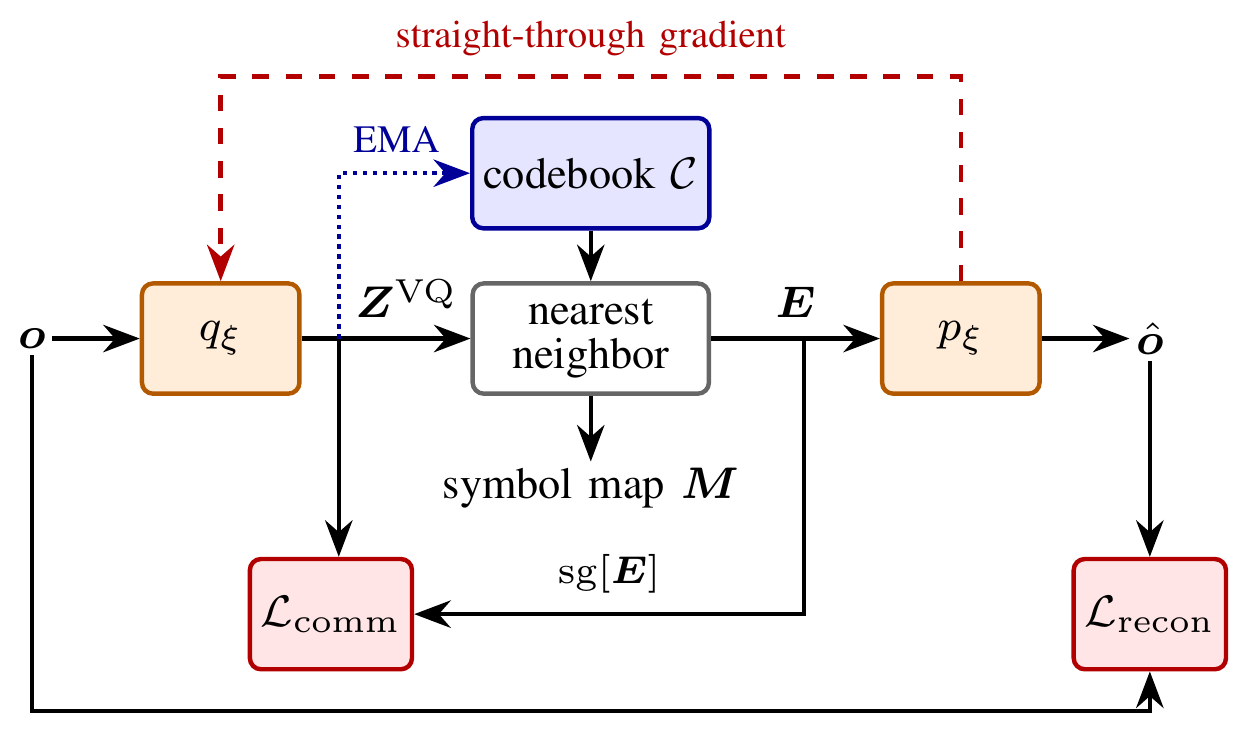 straight-through gradient
EMA
codebook 𝒞
o
q_ξ
Z^VQ
nearest
neighbor
E
p_ξ
ô
symbol map M
sg[E]
ℒ_comm
ℒ_recon